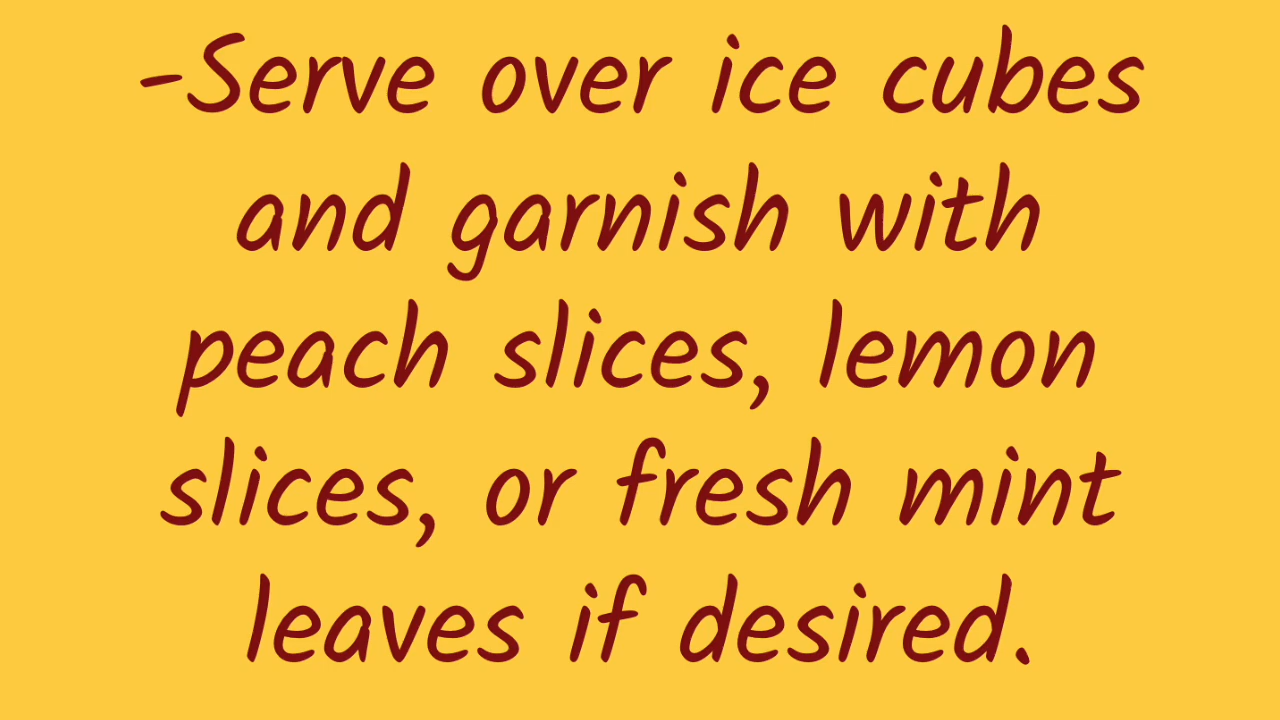 -Serve over ice cubes
and garnish with
peach slices, lemon
slices, or fresh mint
leaves if desired.